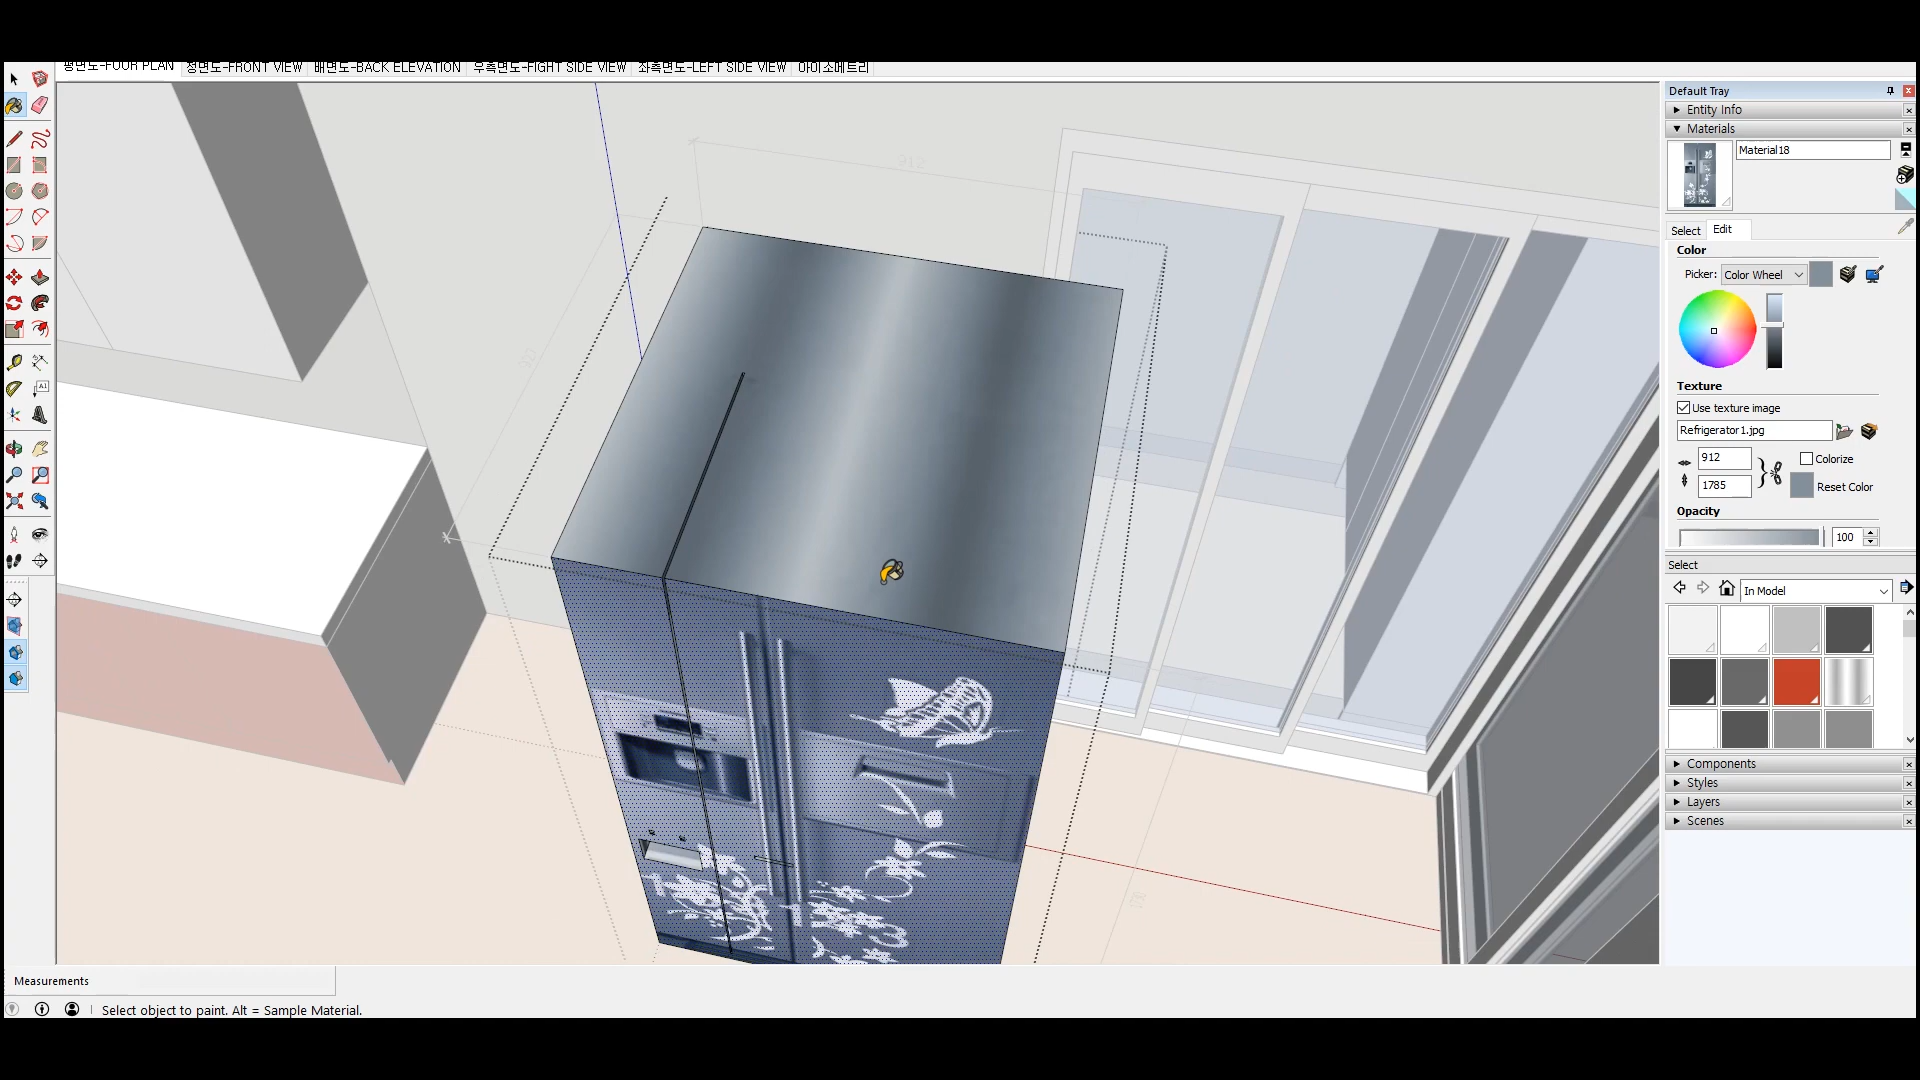 평면도-FOUR PLAN 정면도-FRONT VIEW 배면도-BACK ELEVATION 우측면도-FIGHT SIDE VIEW 좌측면도-LEFT SIDE VIEW 아이소메트리
Default Tray
Entity Info
Materials
Material18
Select Edit
Color
Picker: Color Wheel
Texture
Use texture image
Refrigerator1.jpg
912
Colorize
1785
Reset Color
Opacity
100
Select
In Model
Components
Styles
Layers
Scenes
A1
Measurements
Select object to paint. Alt = Sample Material.